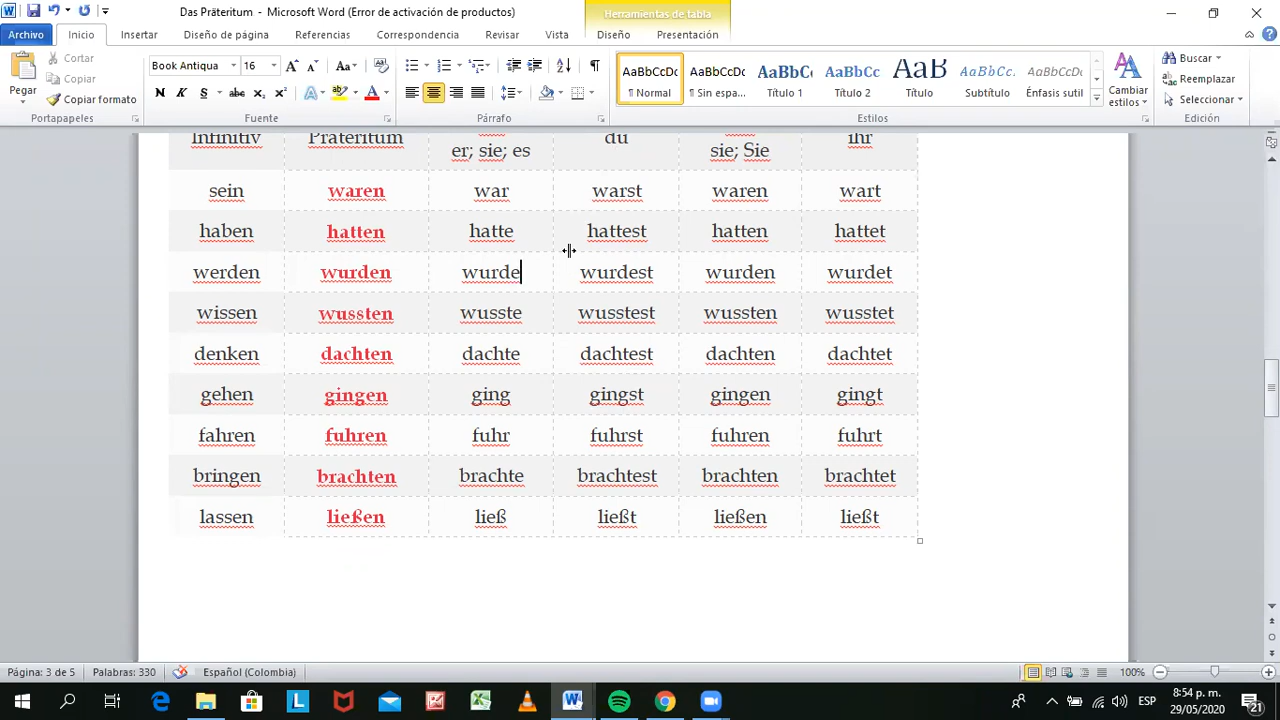 Das Präteritum - Microsoft Word (Error de activación de productos)
Herramientas de tabla
Archivo Inicio Insertar Diseño de página Referencias Correspondencia Revisar Vista Diseño Presentación
Cortar
Copiar
Copiar formato
Pegar
Portapapeles
Book Antiqua 16
Aa
N K S abc x₂ x² A A
Fuente
Párrafo
AaBbCcDc AaBbCcDc AaBbCc AaBbCc AaB AaBbCc. AaBbCcDc
¶ Normal ¶ Sin espa... Título 1 Título 2 Título Subtítulo Énfasis sutil
Cambiar
estilos
Estilos
Buscar
Reemplazar
Seleccionar
Edición
Infinitiv Präteritum du ihr
er; sie; es sie; Sie
sein waren war warst waren wart
haben hatten hatte hattest hatten hattet
werden wurden wurde wurdest wurden wurdet
wissen wussten wusste wusstest wussten wusstet
denken dachten dachte dachtest dachten dachtet
gehen gingen ging gingst gingen gingt
fahren fuhren fuhr fuhrst fuhren fuhrt
bringen brachten brachte brachtest brachten brachtet
lassen ließen ließ ließt ließen ließt
Página: 3 de 5 Palabras: 330 Español (Colombia) 100%
ESP
8:54 p. m.
29/05/2020
21